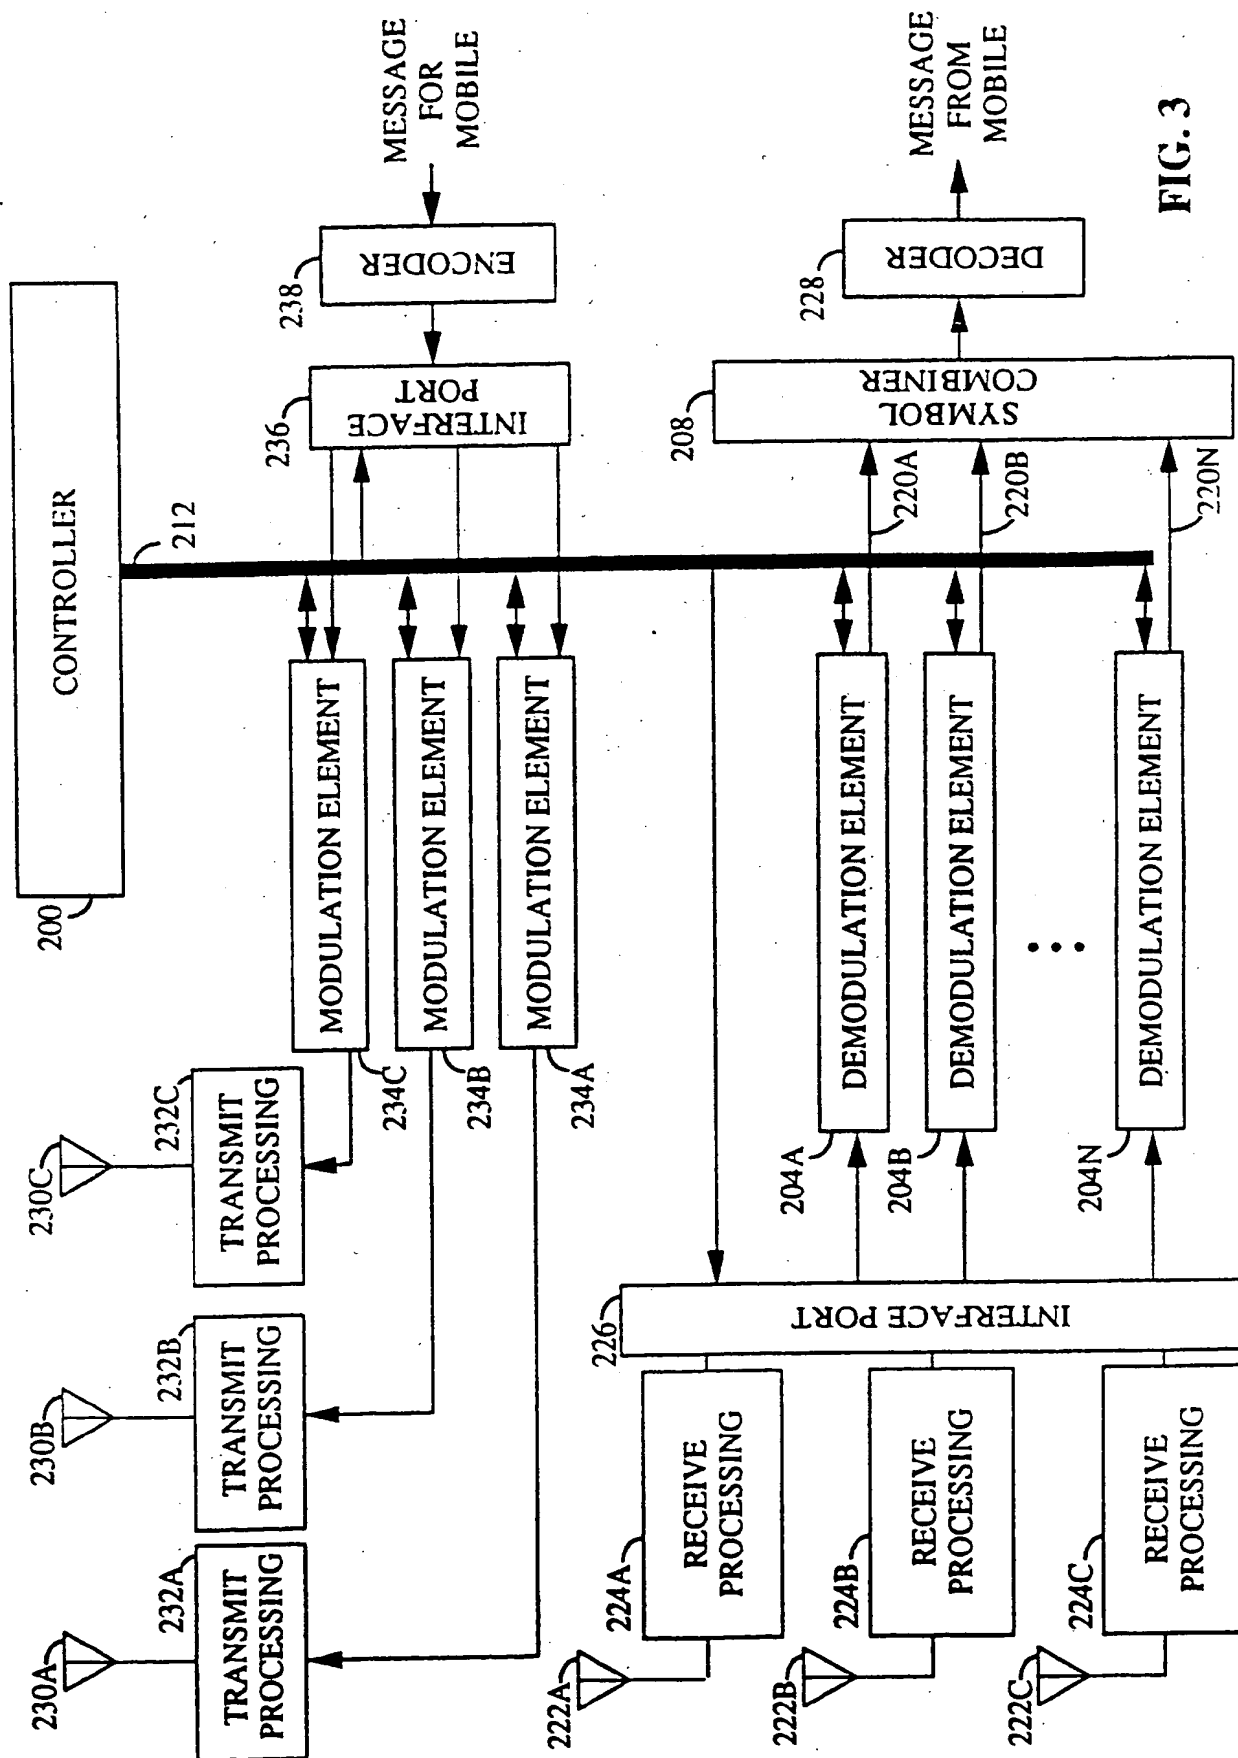 CONTROLLER
200
212
MESSAGE
FOR
MOBILE
238
ENCODER
236
INTERFACE
PORT
MODULATION ELEMENT
234C
MODULATION ELEMENT
234B
MODULATION ELEMENT
234A
230C
232C
TRANSMIT
PROCESSING
230B
232B
TRANSMIT
PROCESSING
230A
232A
TRANSMIT
PROCESSING
MESSAGE
FROM
MOBILE
228
DECODER
208
SYMBOL
COMBINER
220A
220B
220N
DEMODULATION ELEMENT
204A
DEMODULATION ELEMENT
204B
DEMODULATION ELEMENT
204N
226
INTERFACE PORT
222A
224A
RECEIVE
PROCESSING
222B
224B
RECEIVE
PROCESSING
222C
224C
RECEIVE
PROCESSING
FIG. 3